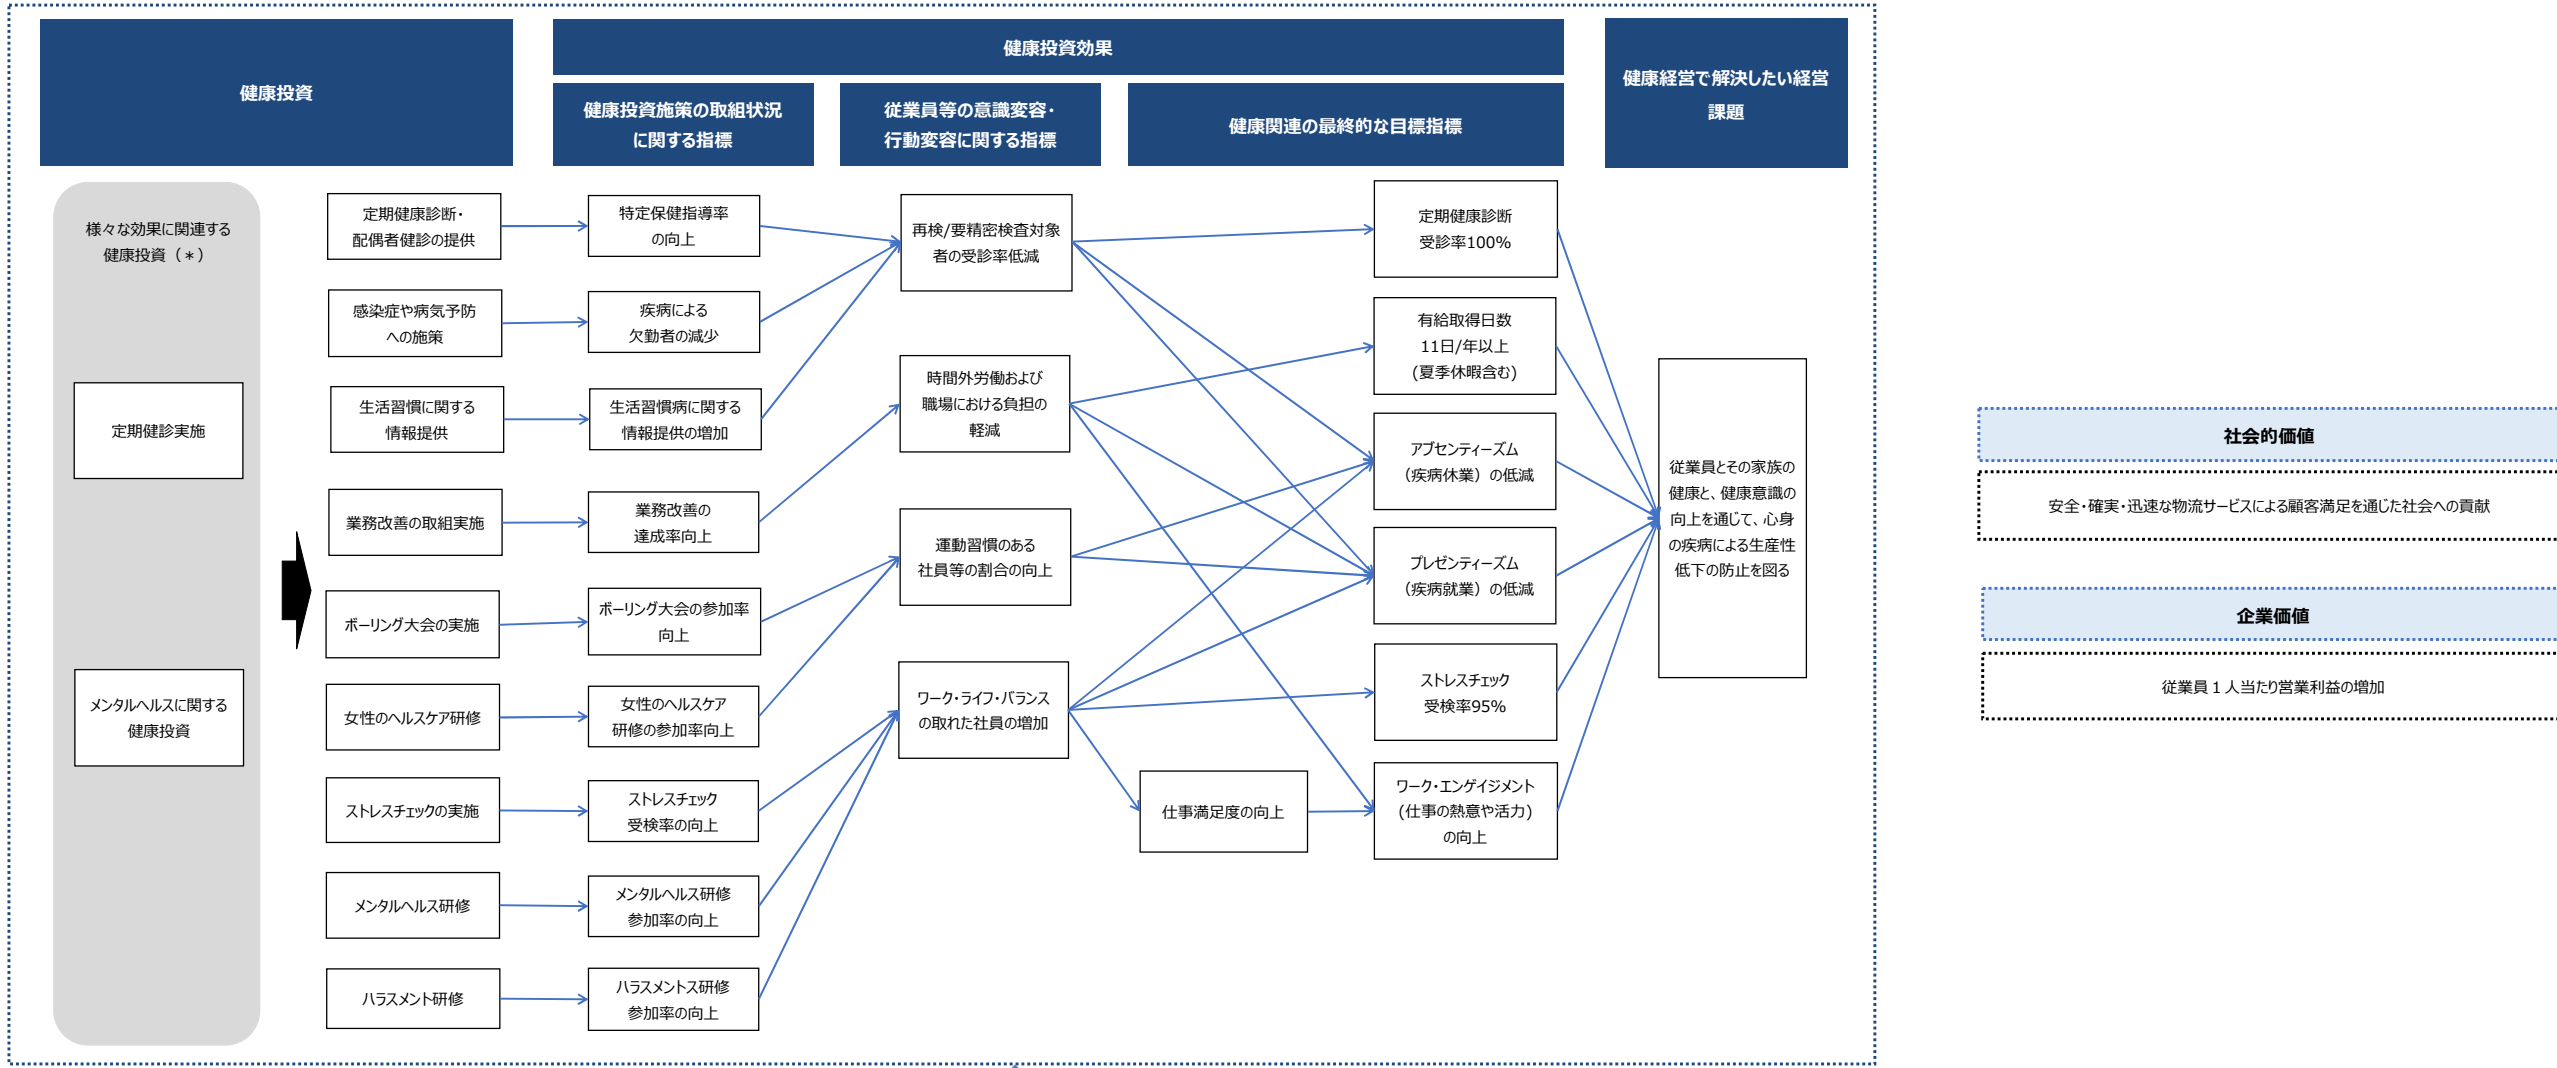 健康投資
健康投資効果
健康経営で解決したい経営
課題
健康投資施策の取組状況
に関する指標
従業員等の意識変容・
行動変容に関する指標
健康関連の最終的な目標指標
様々な効果に関連する
健康投資（＊）
定期健診実施
メンタルヘルスに関する
健康投資
定期健康診断・
配偶者健診の提供
感染症や病気予防
への施策
生活習慣に関する
情報提供
業務改善の取組実施
ボーリング大会の実施
女性のヘルスケア研修
ストレスチェックの実施
メンタルヘルス研修
ハラスメント研修
特定保健指導率
の向上
疾病による
欠勤者の減少
生活習慣病に関する
情報提供の増加
業務改善の
達成率向上
ボーリング大会の参加率
向上
女性のヘルスケア
研修の参加率向上
ストレスチェック
受検率の向上
メンタルヘルス研修
参加率の向上
ハラスメントス研修
参加率の向上
再検/要精密検査対象
者の受診率低減
時間外労働および
職場における負担の
軽減
運動習慣のある
社員等の割合の向上
ワーク・ライフ・バランス
の取れた社員の増加
仕事満足度の向上
定期健康診断
受診率100%
有給取得日数
11日/年以上
(夏季休暇含む)
アブセンティーズム
（疾病休業）の低減
プレゼンティーズム
（疾病就業）の低減
ストレスチェック
受検率95%
ワーク・エンゲイジメント
(仕事の熱意や活力)
の向上
従業員とその家族の
健康と、健康意識の
向上を通じて、心身
の疾病による生産性
低下の防止を図る
社会的価値
安全・確実・迅速な物流サービスによる顧客満足を通じた社会への貢献
企業価値
従業員１人当たり営業利益の増加